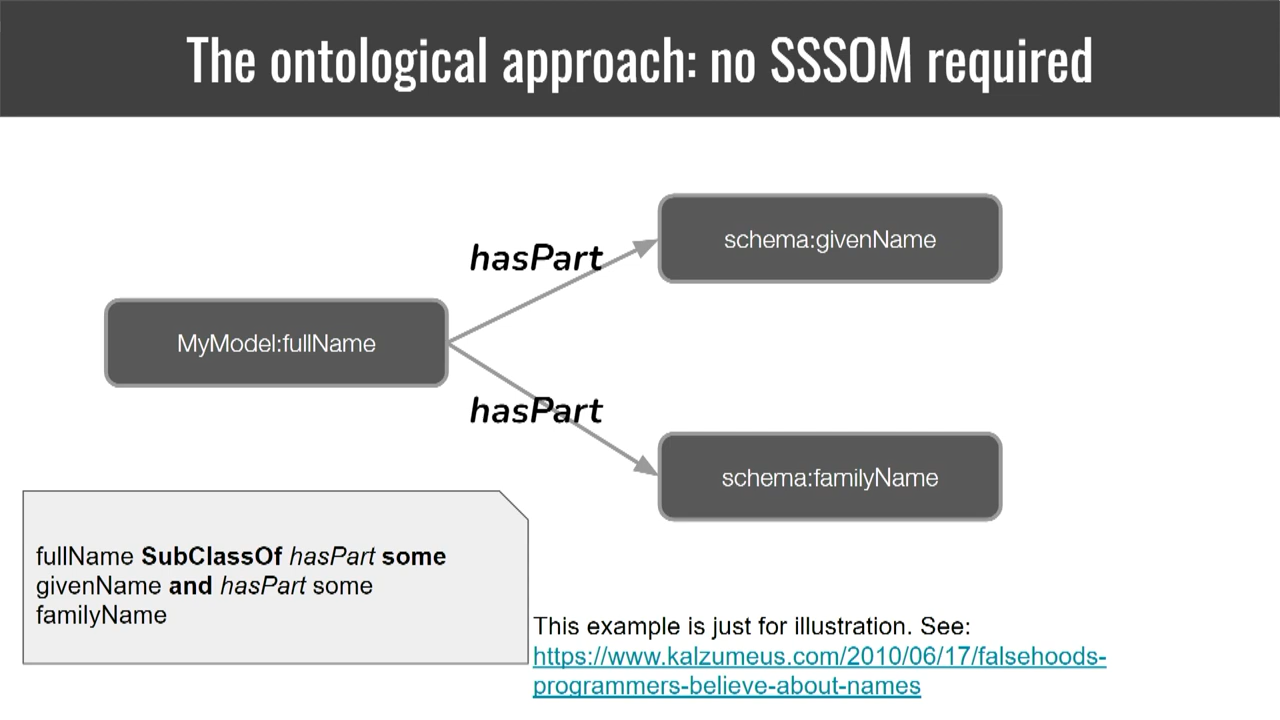 The ontological approach: no SSSOM required
hasPart
schema:givenName
MyModel:fullName
hasPart
schema:familyName
fullName SubClassOf hasPart some
givenName and hasPart some
familyName
This example is just for illustration. See:
https://www.kalzumeus.com/2010/06/17/falsehoods-
programmers-believe-about-names